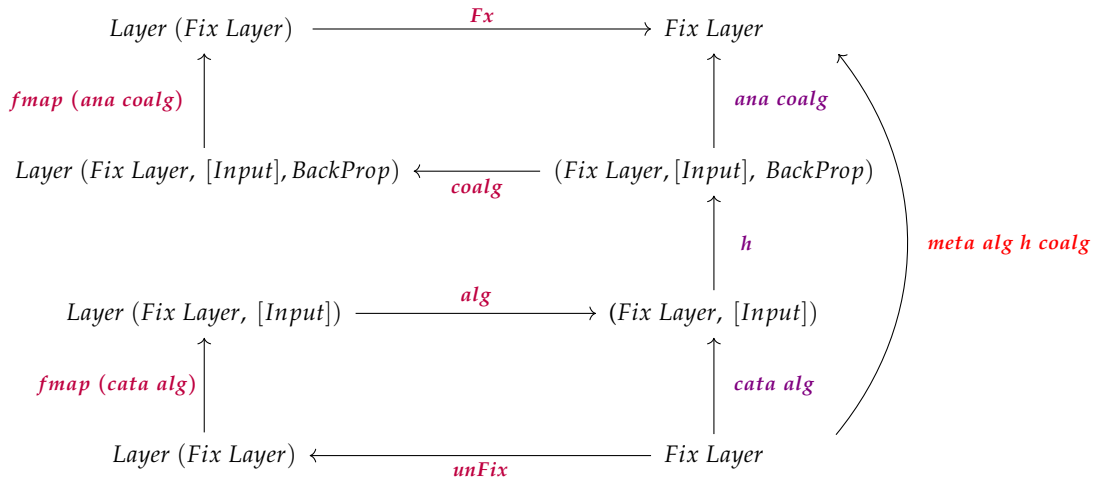 Fx
Layer (Fix Layer) Fix Layer
fmap (ana coalg) ana coalg
Layer (Fix Layer, [Input], BackProp) (Fix Layer, [Input], BackProp)
coalg
h meta alg h coalg
alg
Layer (Fix Layer, [Input]) (Fix Layer, [Input])
fmap (cata alg) cata alg
Layer (Fix Layer) Fix Layer
unFix